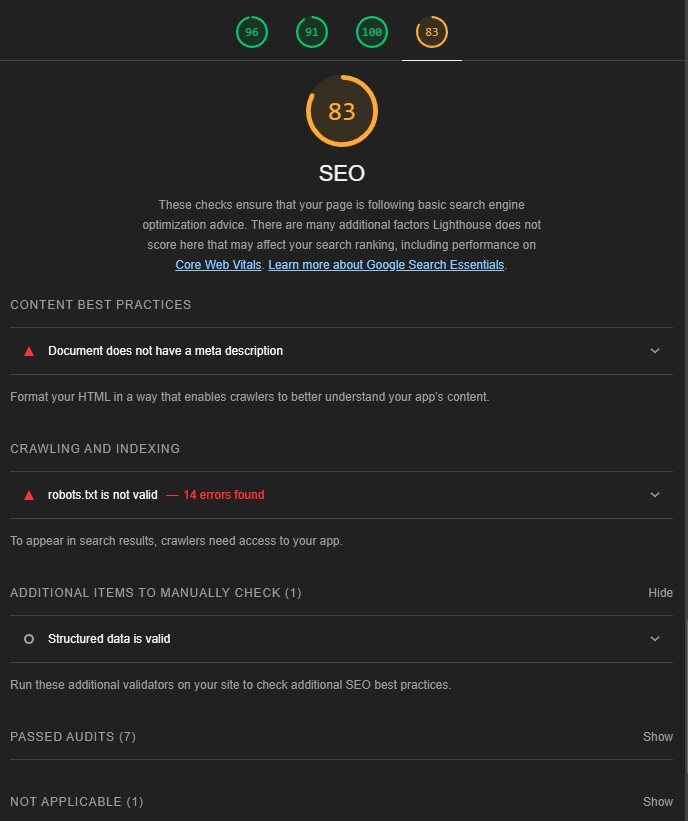 96 91 100 83
83
SEO
These checks ensure that your page is following basic search engine
optimization advice. There are many additional factors Lighthouse does not
score here that may affect your search ranking, including performance on
Core Web Vitals. Learn more about Google Search Essentials.
CONTENT BEST PRACTICES
Document does not have a meta description
Format your HTML in a way that enables crawlers to better understand your app's content.
CRAWLING AND INDEXING
robots.txt is not valid — 14 errors found
To appear in search results, crawlers need access to your app.
ADDITIONAL ITEMS TO MANUALLY CHECK (1) Hide
Structured data is valid
Run these additional validators on your site to check additional SEO best practices.
PASSED AUDITS (7) Show
NOT APPLICABLE (1) Show